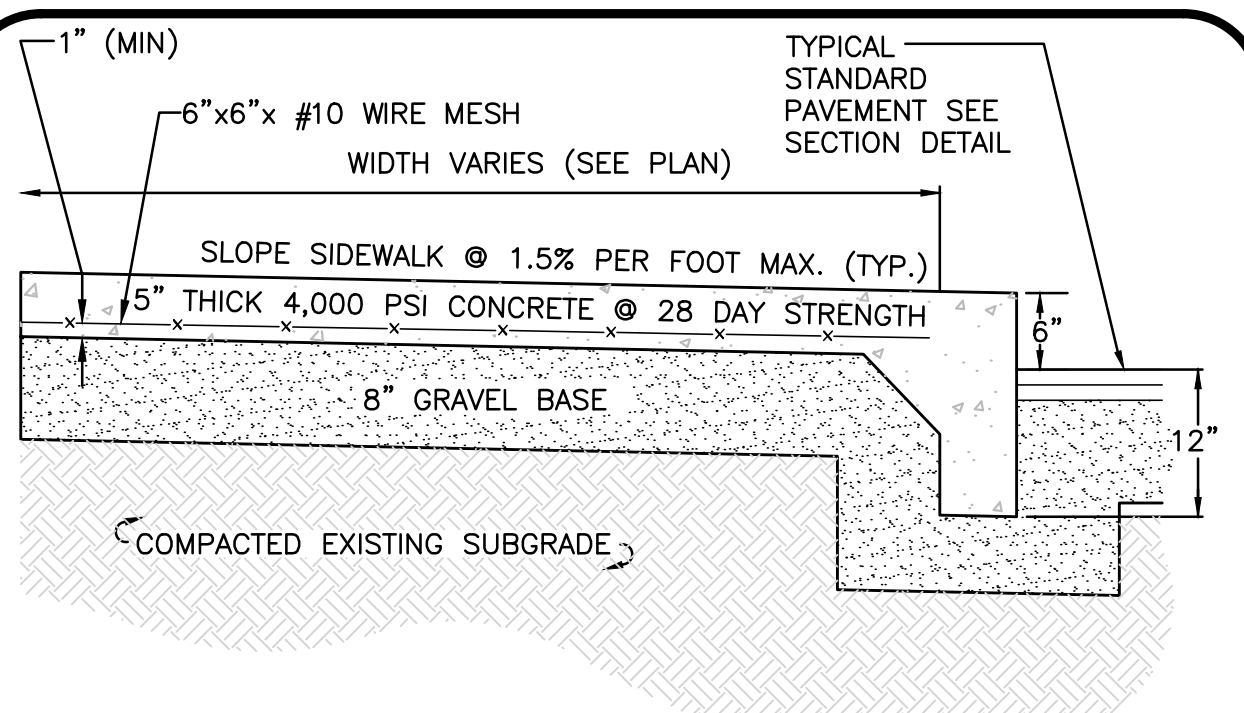 1” (MIN)
6”x6”x #10 WIRE MESH
WIDTH VARIES (SEE PLAN)
TYPICAL
STANDARD
PAVEMENT SEE
SECTION DETAIL
SLOPE SIDEWALK @ 1.5% PER FOOT MAX. (TYP.)
5” THICK 4,000 PSI CONCRETE @ 28 DAY STRENGTH
6”
8” GRAVEL BASE
12”
COMPACTED EXISTING SUBGRADE